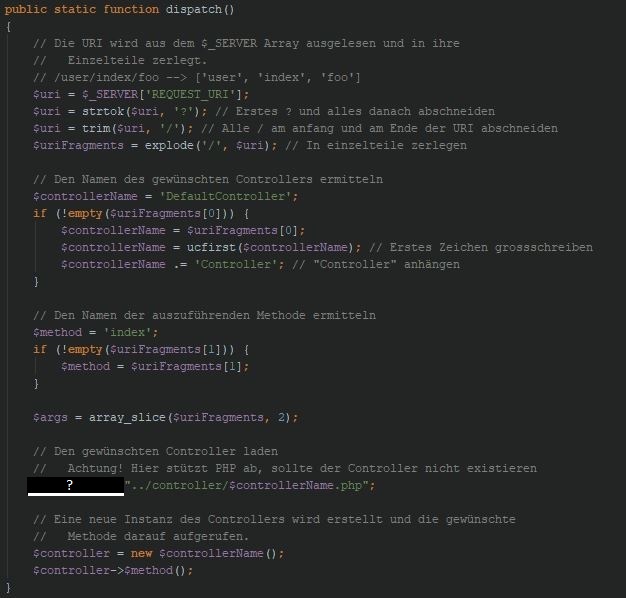 public static function dispatch()
{
// Die URI wird aus dem $_SERVER Array ausgelesen und in ihre
// Einzelteile zerlegt.
// /user/index/foo --> ['user', 'index', 'foo']
$uri = $_SERVER['REQUEST_URI'];
$uri = strtok($uri, '?'); // Erstes ? und alles danach abschneiden
$uri = trim($uri, '/'); // Alle / am anfang und am Ende der URI abschneiden
$uriFragments = explode('/', $uri); // In einzelteile zerlegen
// Den Namen des gewünschten Controllers ermitteln
$controllerName = 'DefaultController';
if (!empty($uriFragments[0])) {
$controllerName = $uriFragments[0];
$controllerName = ucfirst($controllerName); // Erstes Zeichen grossschreiben
$controllerName .= 'Controller'; // "Controller" anhängen
}
// Den Namen der auszuführenden Methode ermitteln
$method = 'index';
if (!empty($uriFragments[1])) {
$method = $uriFragments[1];
}
$args = array_slice($uriFragments, 2);
// Den gewünschten Controller laden
// Achtung! Hier stützt PHP ab, sollte der Controller nicht existieren
? "../controller/$controllerName.php";
// Eine neue Instanz des Controllers wird erstellt und die gewünschte
// Methode darauf aufgerufen.
$controller = new $controllerName();
$controller->$method();
}